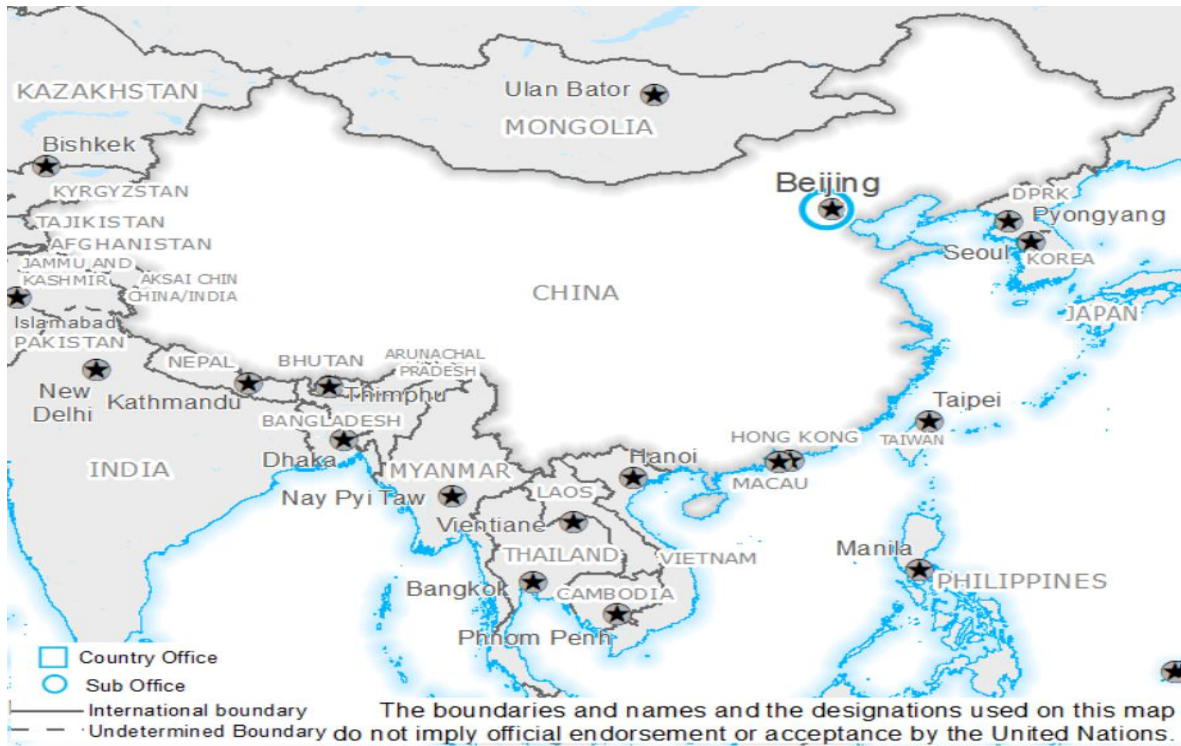 KAZAKHSTAN
Ulan Bator
MONGOLIA
Bishkek
KYRGYZSTAN
TAJIKISTAN
AFGHANISTAN
JAMMU AND
KASHMIR
AKSAI CHIN
CHINA/INDIA
Islamabad
PAKISTAN
Beijing
DPRK
Pyongyang
Seoul
KOREA
JAPAN
CHINA
NEPAL
BHUTAN
ARUNACHAL
PRADESH
New
Delhi
Kathmandu
Thimphu
BANGLADESH
Dhaka
INDIA
MYANMAR
Nay Pyi Taw
Hanoi
LAOS
Vientiane
HONG KONG
MACAU
Taipei
TAIWAN
THAILAND
VIETNAM
Bangkok
CAMBODIA
Phnom Penh
Manila
PHILIPPINES
Country Office
Sub Office
International boundary
Undetermined Boundary
The boundaries and names and the designations used on this map
do not imply official endorsement or acceptance by the United Nations.